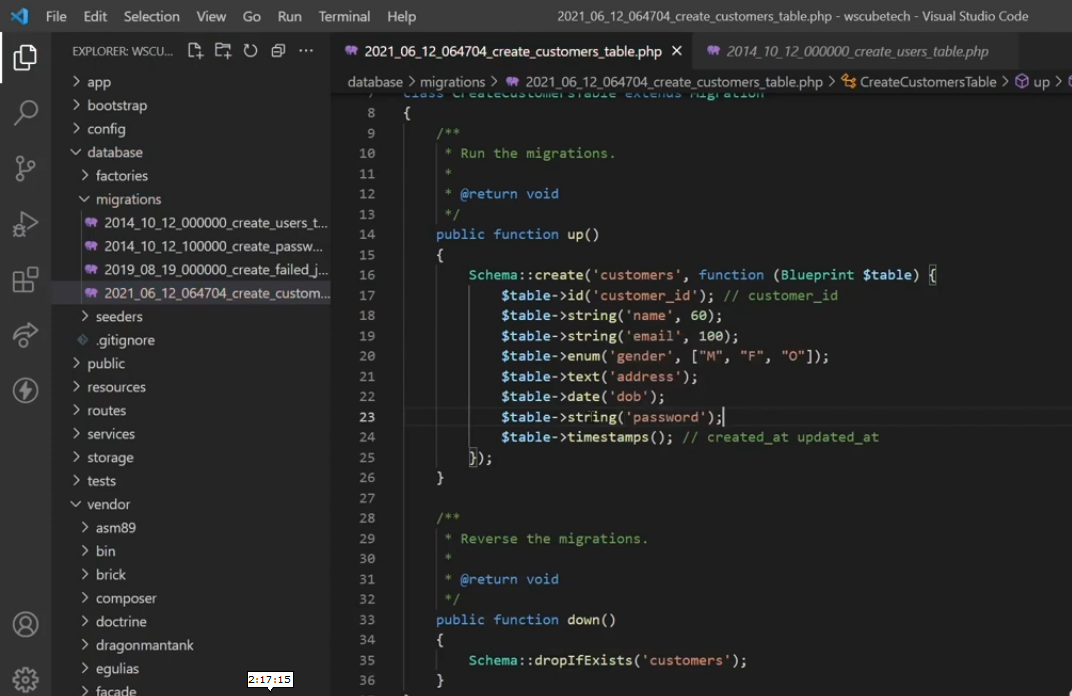 File Edit Selection View Go Run Terminal Help 2021_06_12_064704_create_customers_table.php - wscubetech - Visual Studio Code
EXPLORER: WSCU...
app
bootstrap
config
database
factories
migrations
2014_10_12_000000_create_users_t...
2014_10_12_100000_create_passw...
2019_08_19_000000_create_failed_j...
2021_06_12_064704_create_custom...
seeders
.gitignore
public
resources
routes
services
storage
tests
vendor
asm89
bin
brick
composer
doctrine
dragonmantank
egulias
facade
2:17:15
2021_06_12_064704_create_customers_table.php 2014_10_12_000000_create_users_table.php
database > migrations > 2021_06_12_064704_create_customers_table.php > CreateCustomersTable > up >
7 class CreateCustomersTable extends Migration
8 {
9 /**
10 * Run the migrations.
11 *
12 * @return void
13 */
14 public function up()
15 {
16 Schema::create('customers', function (Blueprint $table) {
17 $table->id('customer_id'); // customer_id
18 $table->string('name', 60);
19 $table->string('email', 100);
20 $table->enum('gender', ["M", "F", "O"]);
21 $table->text('address');
22 $table->date('dob');
23 $table->string('password');
24 $table->timestamps(); // created_at updated_at
25 });
26 }
27
28 /**
29 * Reverse the migrations.
30 *
31 * @return void
32 */
33 public function down()
34 {
35 Schema::dropIfExists('customers');
36 }